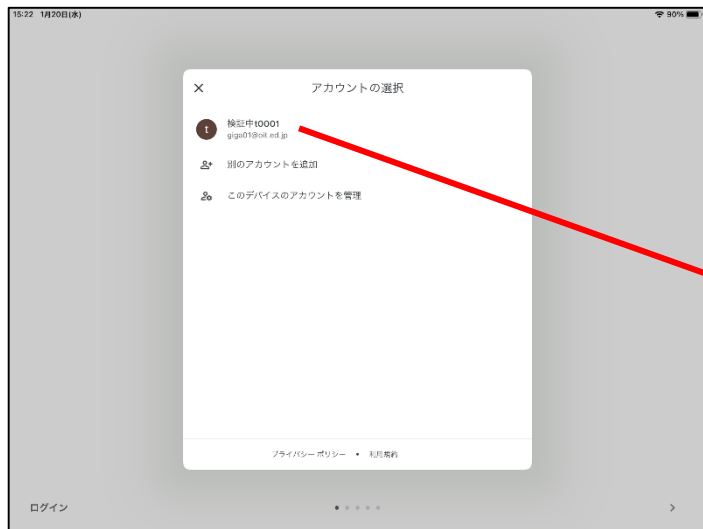 15:22 1月20日(水)
90%
アカウントの選択
t
検証中t0001
giga01@oit.ed.jp
別のアカウントを追加
このデバイスのアカウントを管理
プライバシー ポリシー • 利用規約
ログイン